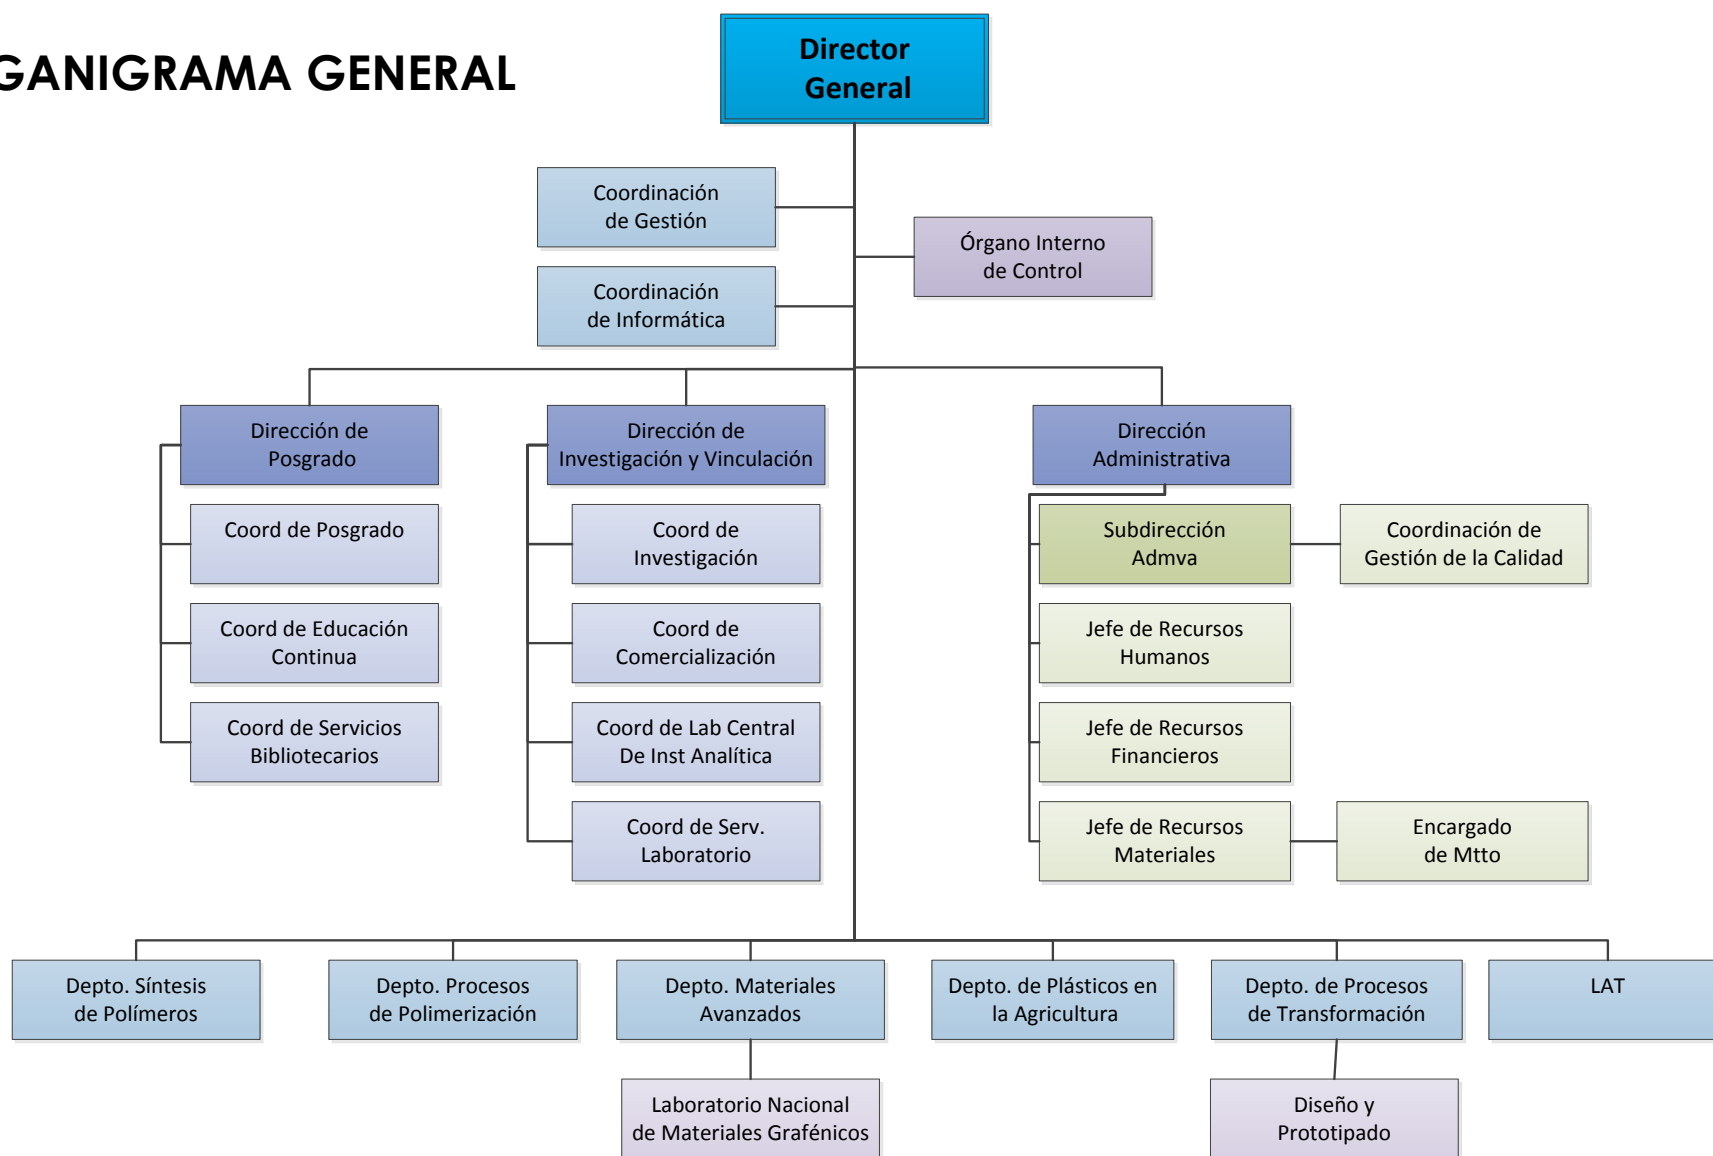 GANIGRAMA GENERAL
Director
General
Coordinación
de Gestión
Órgano Interno
de Control
Coordinación
de Informática
Dirección de
Posgrado
Dirección de
Investigación y Vinculación
Dirección
Administrativa
Coord de Posgrado
Coord de
Investigación
Subdirección
Admva
Coordinación de
Gestión de la Calidad
Coord de Educación
Continua
Coord de
Comercialización
Jefe de Recursos
Humanos
Coord de Servicios
Bibliotecarios
Coord de Lab Central
De Inst Analítica
Jefe de Recursos
Financieros
Coord de Serv.
Laboratorio
Jefe de Recursos
Materiales
Encargado
de Mtto
Depto. Síntesis
de Polímeros
Depto. Procesos
de Polimerización
Depto. Materiales
Avanzados
Depto. de Plásticos en
la Agricultura
Depto. de Procesos
de Transformación
LAT
Laboratorio Nacional
de Materiales Grafénicos
Diseño y
Prototipado